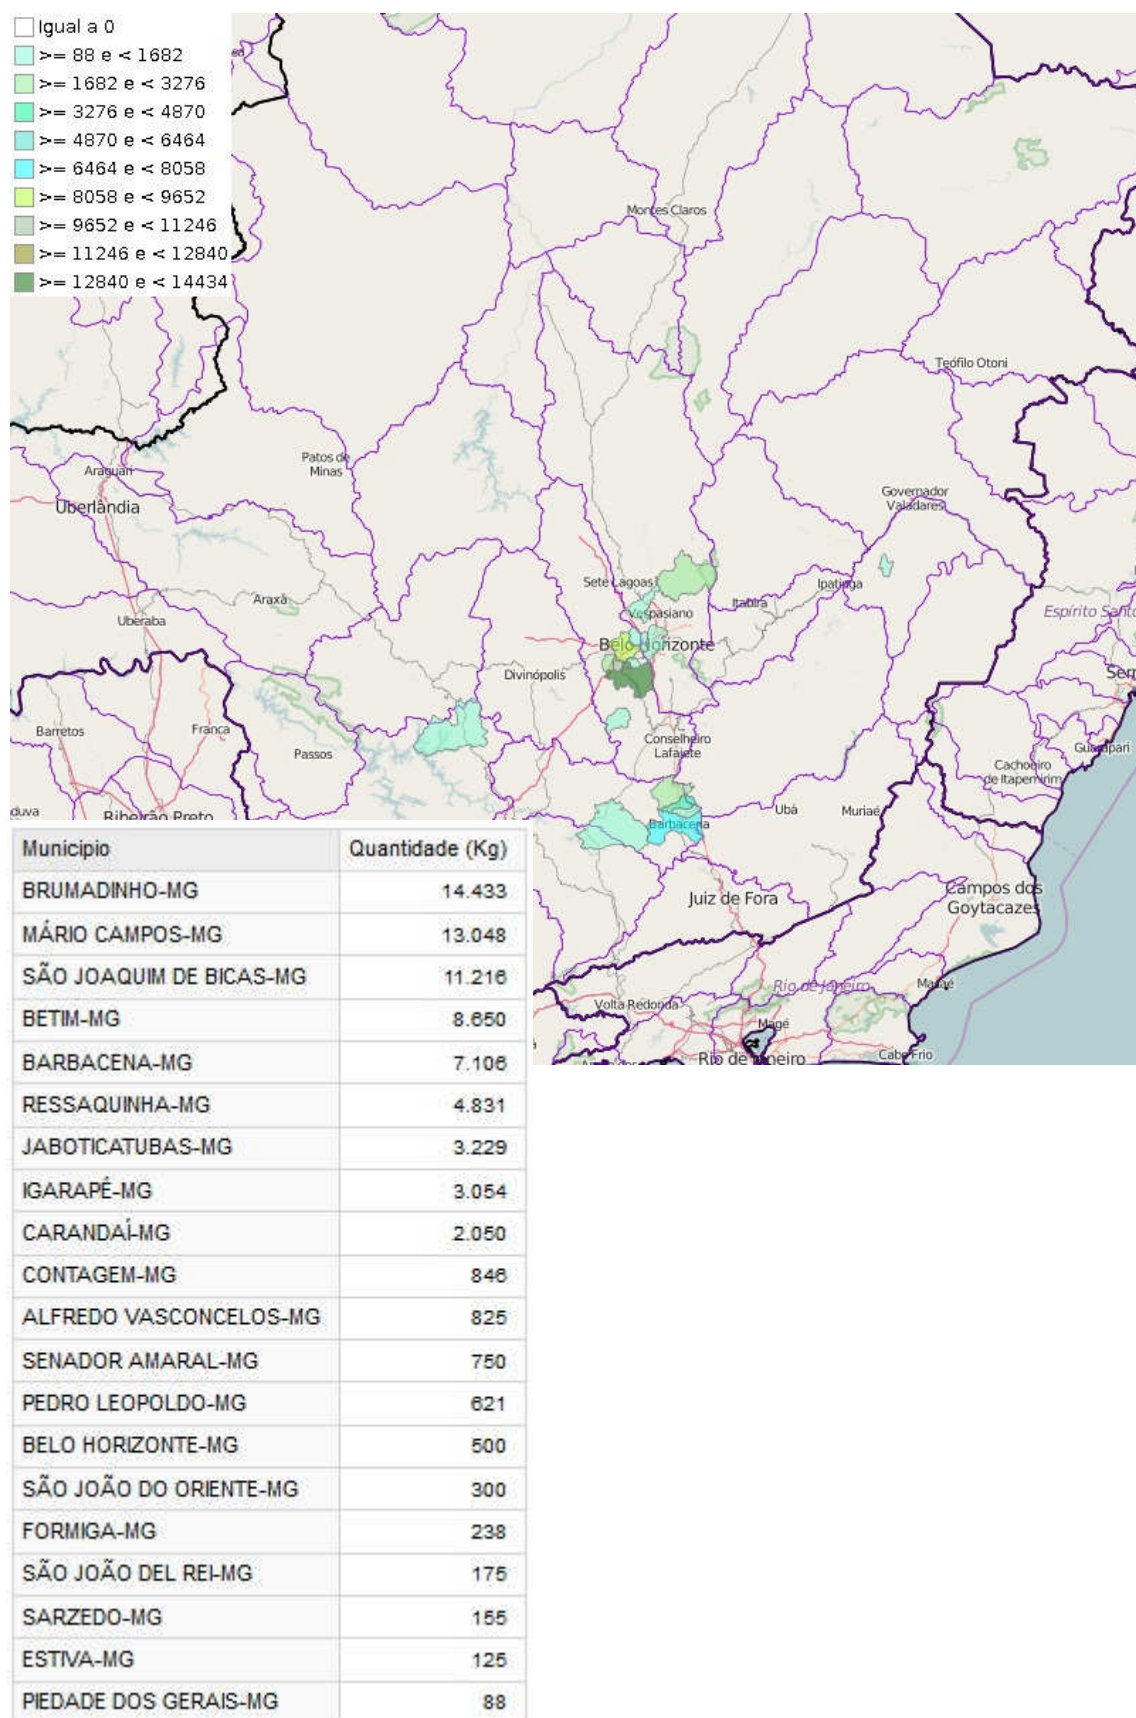 Igual a 0
>= 88 e < 1682
>= 1682 e < 3276
>= 3276 e < 4870
>= 4870 e < 6464
>= 6464 e < 8058
>= 8058 e < 9652
>= 9652 e < 11246
>= 11246 e < 12840
>= 12840 e < 14434
Montes Claros
Teófilo Otoni
Patos de
Minas
Araguari
Uberlândia
Governador
Valadares
Sete Lagoas
Ipatinga
Itabira
Araxá
Vespasiano
Espírito Santo
Uberaba
Belo Horizonte
Divinópolis
Barretos
Franca
Passos
Conselheiro
Lafaiete
Guarapari
Cachoeiro
de Itapemirim
duva
Ribeirão Preto
Ubá
Muriaé
Barbacena
Juiz de Fora
Campos dos
Goytacazes
Rio de Janeiro
Macaé
Volta Redonda
Magé
Rio de Janeiro
Cabo Frio
Municipio Quantidade (Kg)
BRUMADINHO-MG 14.433
MÁRIO CAMPOS-MG 13.048
SÃO JOAQUIM DE BICAS-MG 11.216
BETIM-MG 8.650
BARBACENA-MG 7.106
RESSAQUINHA-MG 4.831
JABOTICATUBAS-MG 3.229
IGARAPÉ-MG 3.054
CARANDAÍ-MG 2.050
CONTAGEM-MG 846
ALFREDO VASCONCELOS-MG 825
SENADOR AMARAL-MG 750
PEDRO LEOPOLDO-MG 621
BELO HORIZONTE-MG 500
SÃO JOÃO DO ORIENTE-MG 300
FORMIGA-MG 238
SÃO JOÃO DEL REI-MG 175
SARZEDO-MG 155
ESTIVA-MG 125
PIEDADE DOS GERAIS-MG 88